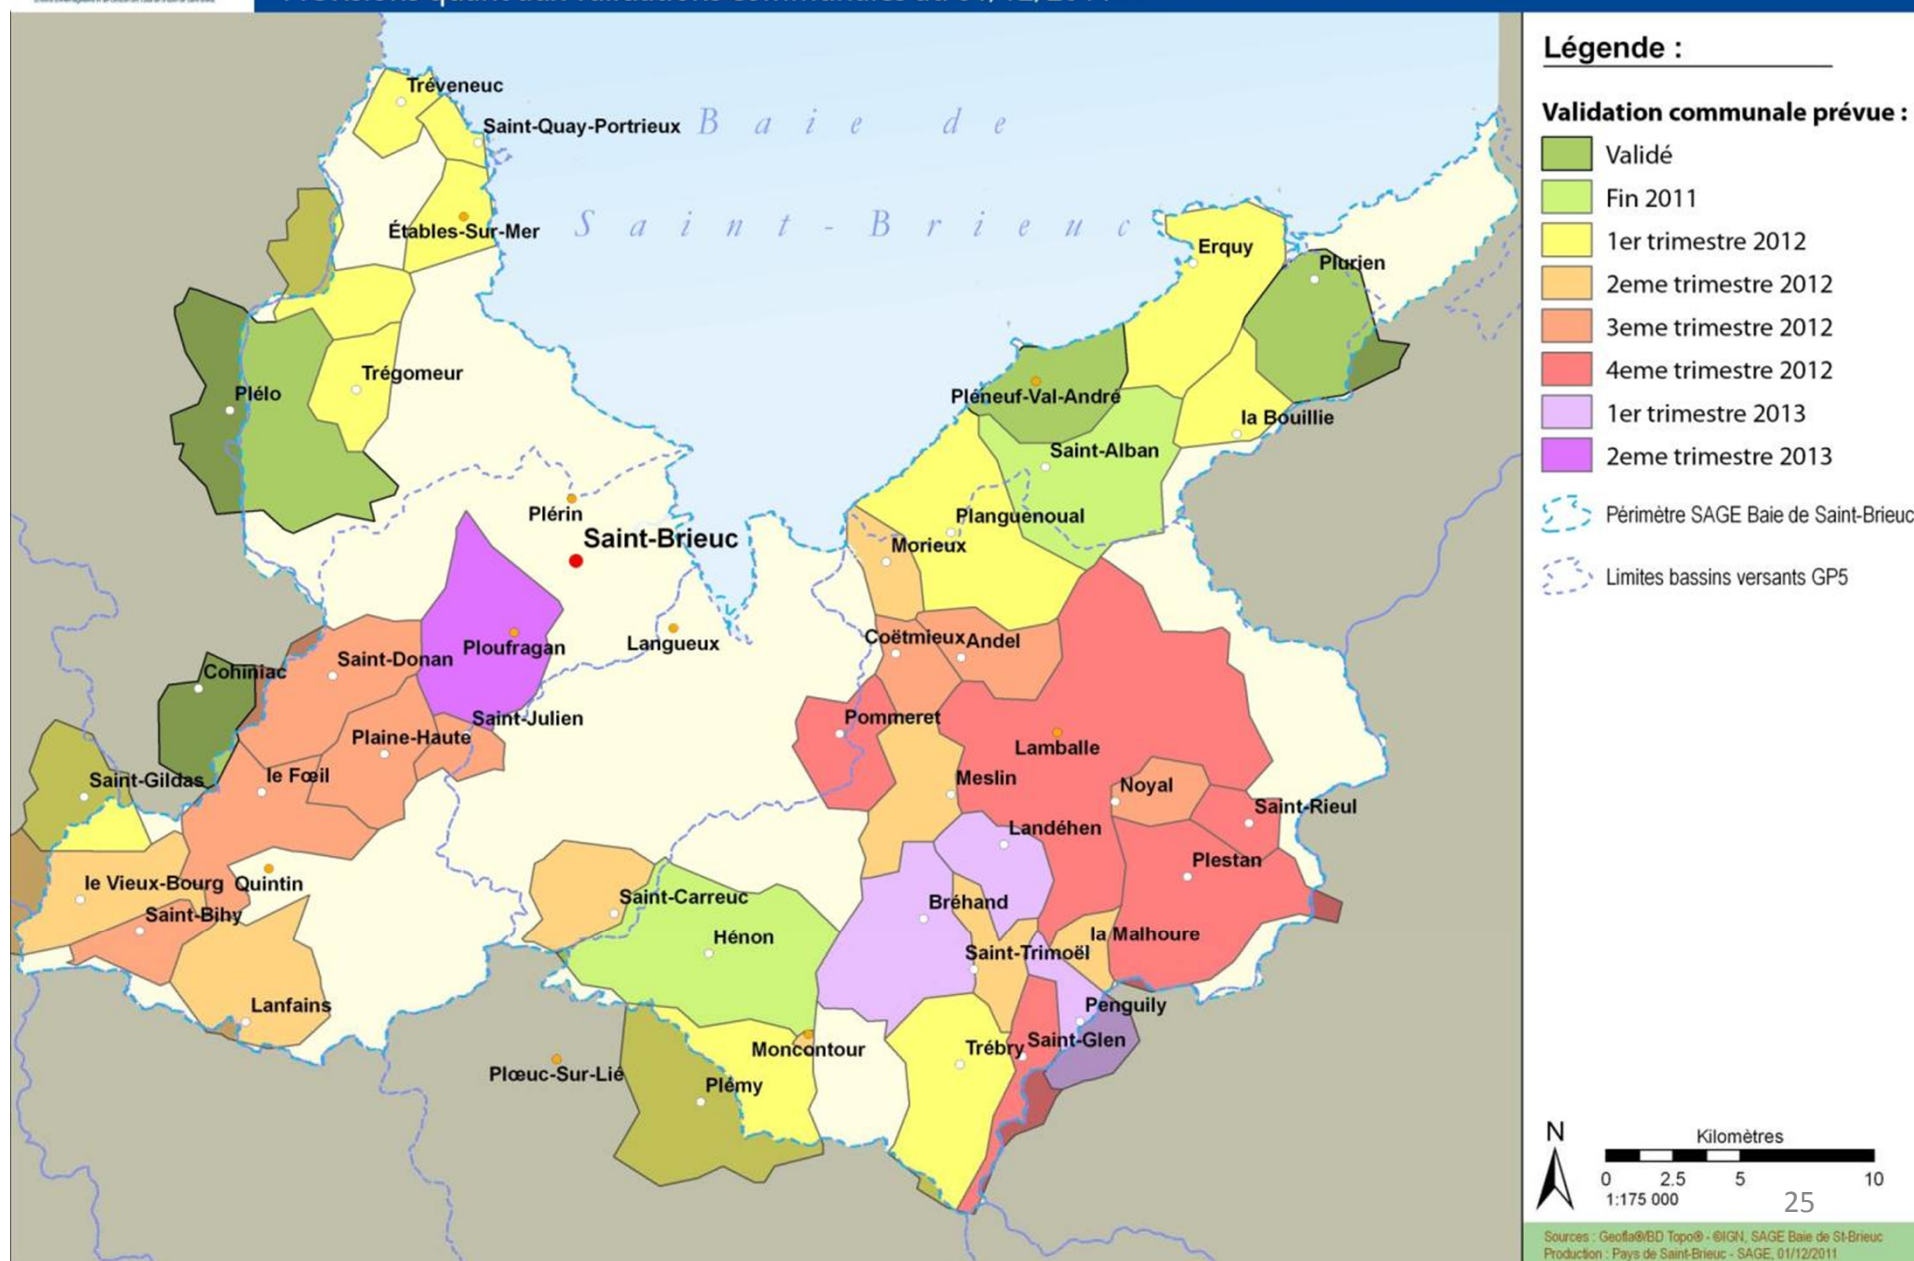 Tréveneuc
Saint-Quay-Portrieux
Baie de
Étables-Sur-Mer
Saint-Brieuc
Erquy
Plurien
Trégomeur
Plélo
Pléneuf-Val-André
la Bouillie
Saint-Alban
Plérin
Planguenoual
Saint-Brieuc
Morieux
Coëtmieux
Andel
Langueux
Ploufragan
Saint-Donan
Cohiniac
Saint-Julien
Pommeret
Plaine-Haute
Lamballe
Saint-Gildas
le Fœil
Meslin
Noyal
Saint-Rieul
Landéhen
Plestan
le Vieux-Bourg
Quintin
Saint-Carreuc
Bréhand
Saint-Bihy
Hénon
la Malhoure
Saint-Trimoël
Lanfains
Penguily
Saint-Glen
Moncontour
Trébry
Plœuc-Sur-Lié
Plémy
Légende :
Validation communale prévue :
Validé
Fin 2011
1er trimestre 2012
2eme trimestre 2012
3eme trimestre 2012
4eme trimestre 2012
1er trimestre 2013
2eme trimestre 2013
Périmètre SAGE Baie de Saint-Brieuc
Limites bassins versants GP5
N
Kilomètres
0 2.5 5 10
1:175 000
25
Sources : Geofla®/BD Topo® - ©IGN, SAGE Baie de St-Brieuc
Production : Pays de Saint-Brieuc - SAGE, 01/12/2011